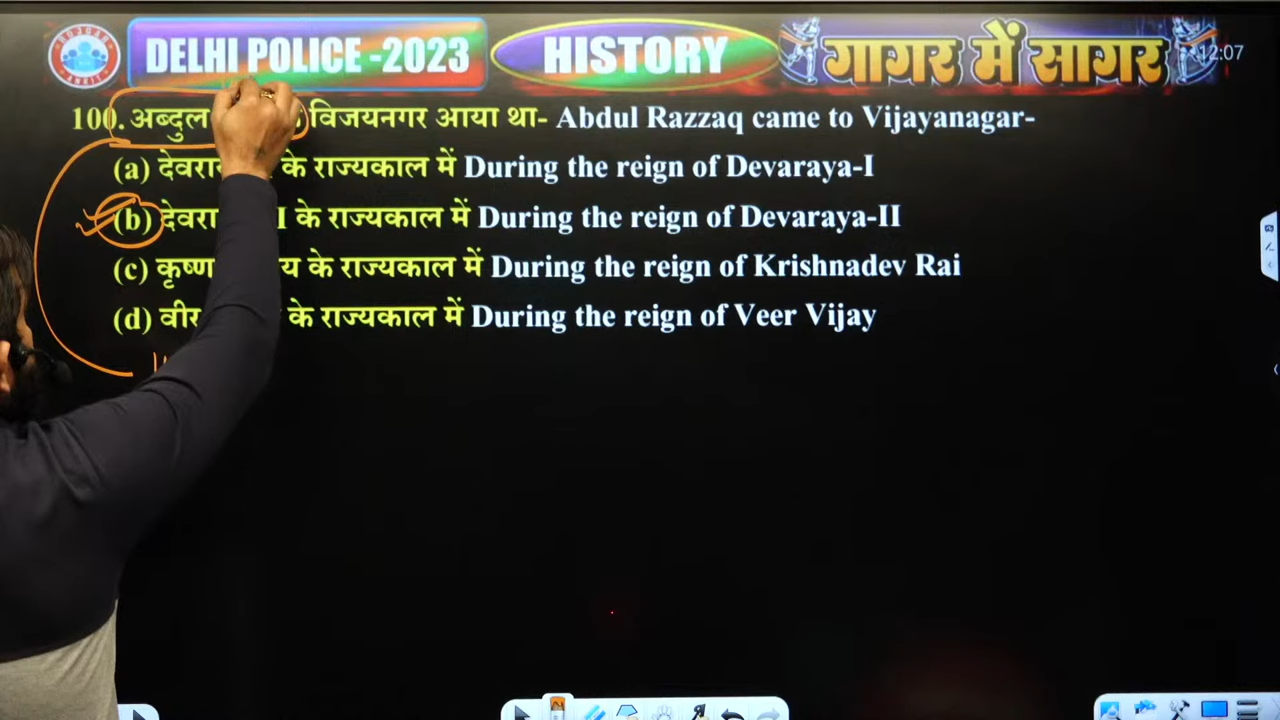 ROJGAR
ANKIT
DELHI POLICE -2023
HISTORY
गागर में सागर
12:07
100. अब्दुल विजयनगर आया था- Abdul Razzaq came to Vijayanagar-
(a) के राज्यकाल में During the reign of Devaraya-I
(b) I के राज्यकाल में During the reign of Devaraya-II
(c) के राज्यकाल में During the reign of Krishnadev Rai
(d) के राज्यकाल में During the reign of Veer Vijay